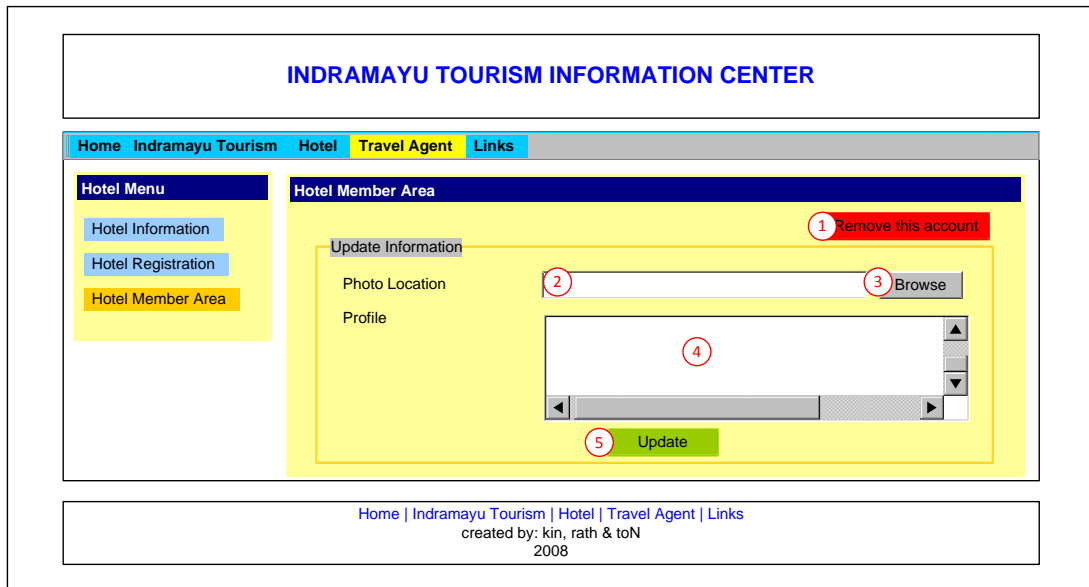 INDRAMAYU TOURISM INFORMATION CENTER
Home Indramayu Tourism Hotel Travel Agent Links
Hotel Menu
Hotel Information
Hotel Registration
Hotel Member Area
Hotel Member Area
1 Remove this account
Update Information
Photo Location 2 3 Browse
Profile
4
5 Update
Home | Indramayu Tourism | Hotel | Travel Agent | Links
created by: kin, rath & toN
2008